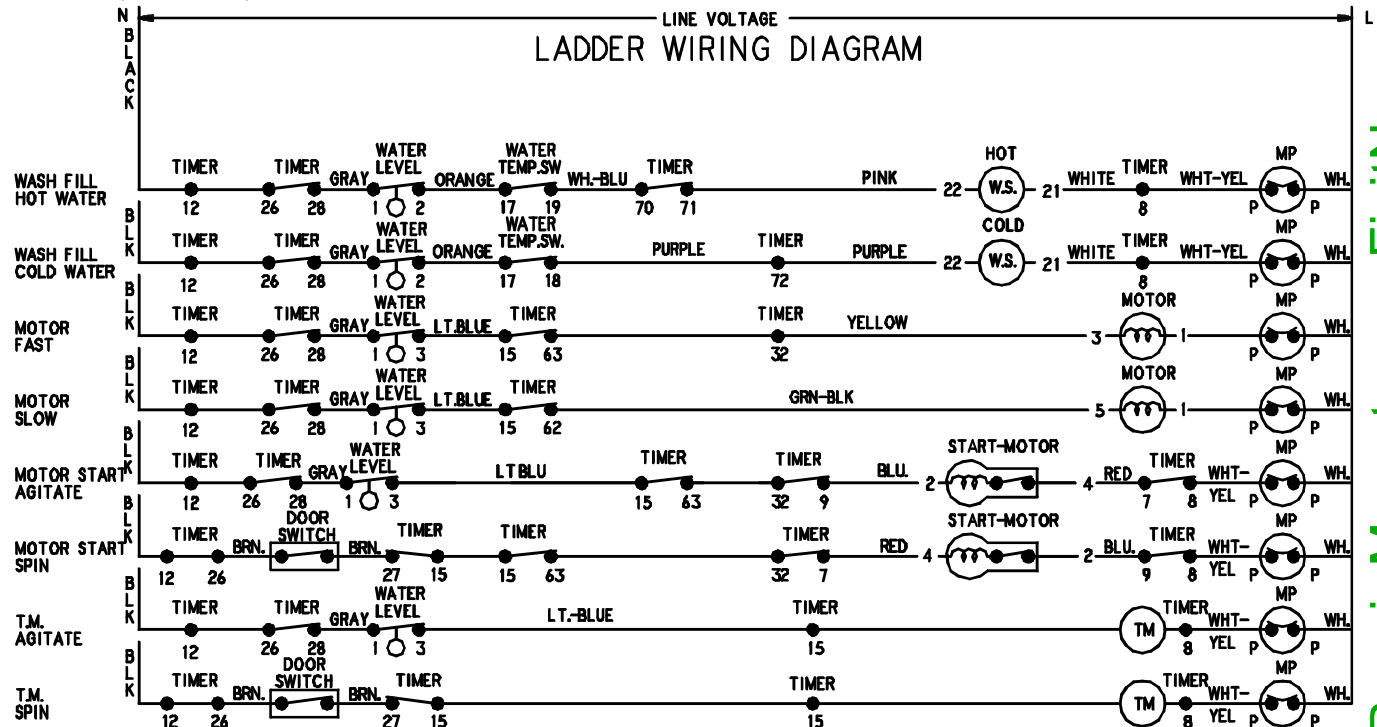 N LINE VOLTAGE L
BLACK
LADDER WIRING DIAGRAM
WASH FILL
HOT WATER
TIMER TIMER WATER LEVEL WATER TEMP.SW TIMER HOT TIMER MP
GRAY ORANGE WH.-BLU PINK 22 W.S. 21 WHITE WHT-YEL WH.
12 26 28 1 2 17 19 70 71 8 P P
BLK
WASH FILL
COLD WATER
TIMER TIMER WATER LEVEL WATER TEMP.SW. TIMER COLD TIMER MP
GRAY ORANGE PURPLE PURPLE 22 W.S. 21 WHITE WHT-YEL WH.
12 26 28 1 2 17 18 72 8 P P
BLK
MOTOR
FAST
TIMER TIMER WATER LEVEL TIMER TIMER MOTOR MP
GRAY LT.BLUE YELLOW 3 1 WH.
12 26 28 1 3 15 63 32 P P
BLK
MOTOR
SLOW
TIMER TIMER WATER LEVEL TIMER MOTOR MP
GRAY LT.BLUE GRN-BLK 5 1 WH.
12 26 28 1 3 15 62 P P
BLK
MOTOR START
AGITATE
TIMER TIMER WATER LEVEL TIMER TIMER START-MOTOR TIMER MP
GRAY LTBLU BLU. 2 4 RED WHT-YEL WH.
12 26 28 1 3 15 63 32 9 7 8 P P
BLK
MOTOR START
SPIN
TIMER DOOR SWITCH TIMER TIMER TIMER START-MOTOR TIMER MP
BRN. BRN. RED 4 2 BLU. WHT-YEL WH.
12 26 27 15 15 63 32 7 9 8 P P
BLK
T.M.
AGITATE
TIMER TIMER WATER LEVEL TIMER TIMER MP
GRAY LT.-BLUE TM WHT-YEL WH.
12 26 28 1 3 15 8 P P
BLK
T.M.
SPIN
TIMER DOOR SWITCH TIMER TIMER TIMER MP
BRN. BRN. TM WHT-YEL WH.
12 26 27 15 15 8 P P